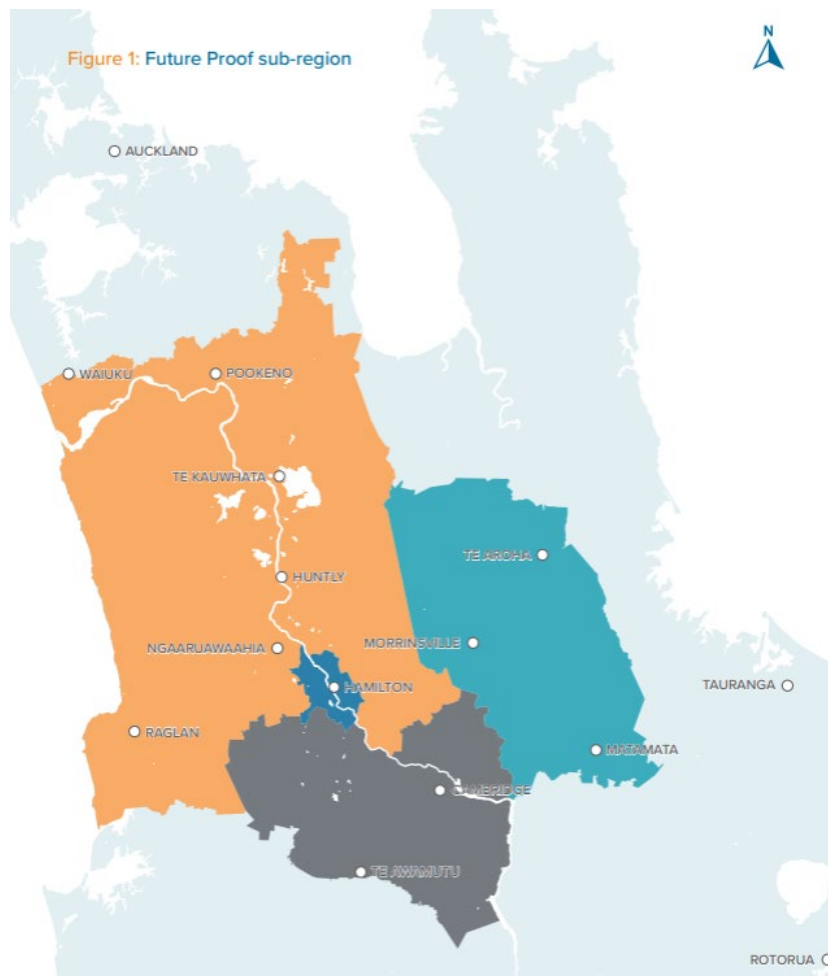 Figure 1: Future Proof sub-region
N
AUCKLAND
WAIUKU
POOKENO
TE KAUWHATA
TE AROHA
HUNTLY
MORRINSVILLE
NGAARUAWAAHIA
HAMILTON
TAURANGA
RAGLAN
MATAMATA
CAMBRIDGE
TE AWAMUTU
ROTORUA